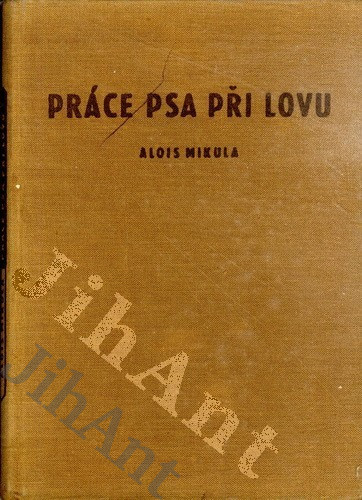 PRÁCE PSA PŘI LOVU
ALOIS MIKULA
JihAnt
JihAnt